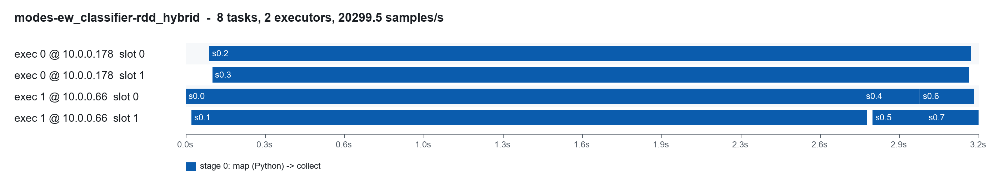 modes-ew_classifier-rdd_hybrid - 8 tasks, 2 executors, 20299.5 samples/s
exec 0 @ 10.0.0.178 slot 0
s0.2
exec 0 @ 10.0.0.178 slot 1
s0.3
exec 1 @ 10.0.0.66 slot 0
s0.0 s0.4 s0.6
exec 1 @ 10.0.0.66 slot 1
s0.1 s0.5 s0.7
0.0s 0.3s 0.6s 1.0s 1.3s 1.6s 1.9s 2.3s 2.6s 2.9s 3.2s
stage 0: map (Python) -> collect